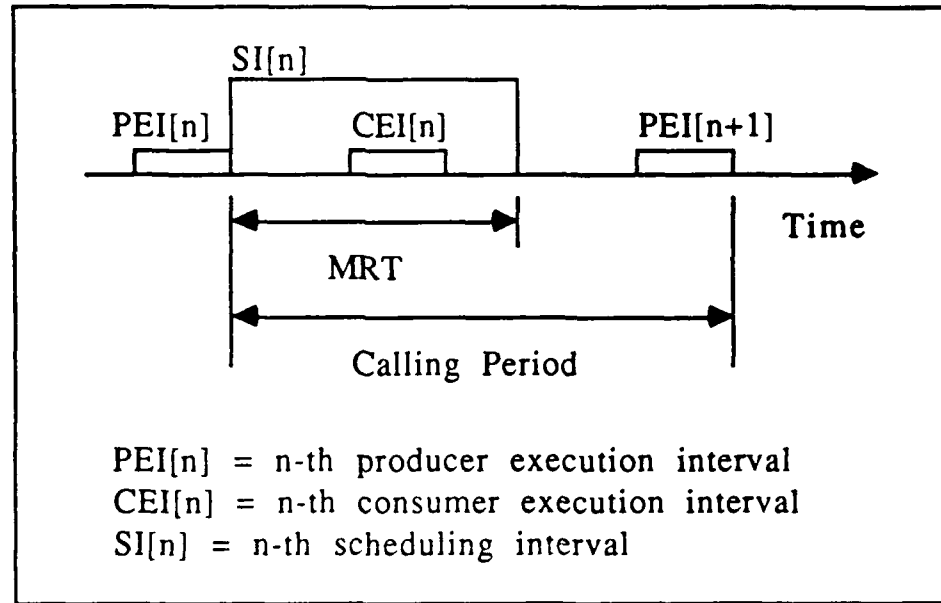 SI[n]
PEI[n] CEI[n] PEI[n+1]
Time
MRT
Calling Period
PEI[n] = n-th producer execution interval
CEI[n] = n-th consumer execution interval
SI[n] = n-th scheduling interval